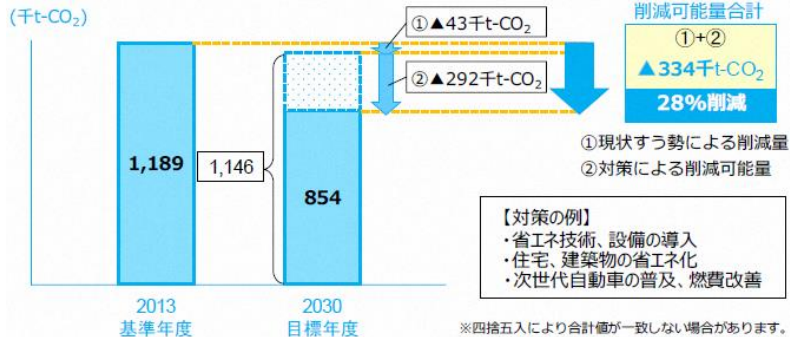 (千t-CO₂)
①▲43千t-CO₂
②▲292千t-CO₂
削減可能量合計
①+②
▲334千t-CO₂
28%削減
①現状すう勢による削減量
②対策による削減可能量
1,189
1,146
854
【対策の例】
・省エネ技術、設備の導入
・住宅、建築物の省エネ化
・次世代自動車の普及、燃費改善
2013
基準年度
2030
目標年度
※四捨五入により合計値が一致しない場合があります。